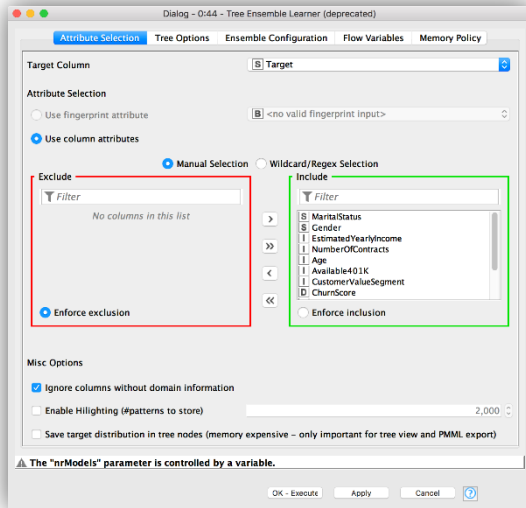 Dialog - 0:44 - Tree Ensemble Learner (deprecated)
Attribute Selection Tree Options Ensemble Configuration Flow Variables Memory Policy
Target Column S Target
Attribute Selection
Use fingerprint attribute B <no valid fingerprint input>
Use column attributes
Manual Selection Wildcard/Regex Selection
Exclude Include
Filter Filter
No columns in this list
S MaritalStatus
S Gender
I EstimatedYearlyIncome
I NumberOfContracts
I Age
I Available401K
I CustomerValueSegment
D ChurnScore
> 
»
<
«
Enforce exclusion Enforce inclusion
Misc Options
Ignore columns without domain information
Enable Hilighting (#patterns to store) 2,000
Save target distribution in tree nodes (memory expensive - only important for tree view and PMML export)
The "nrModels" parameter is controlled by a variable.
OK - Execute Apply Cancel ?